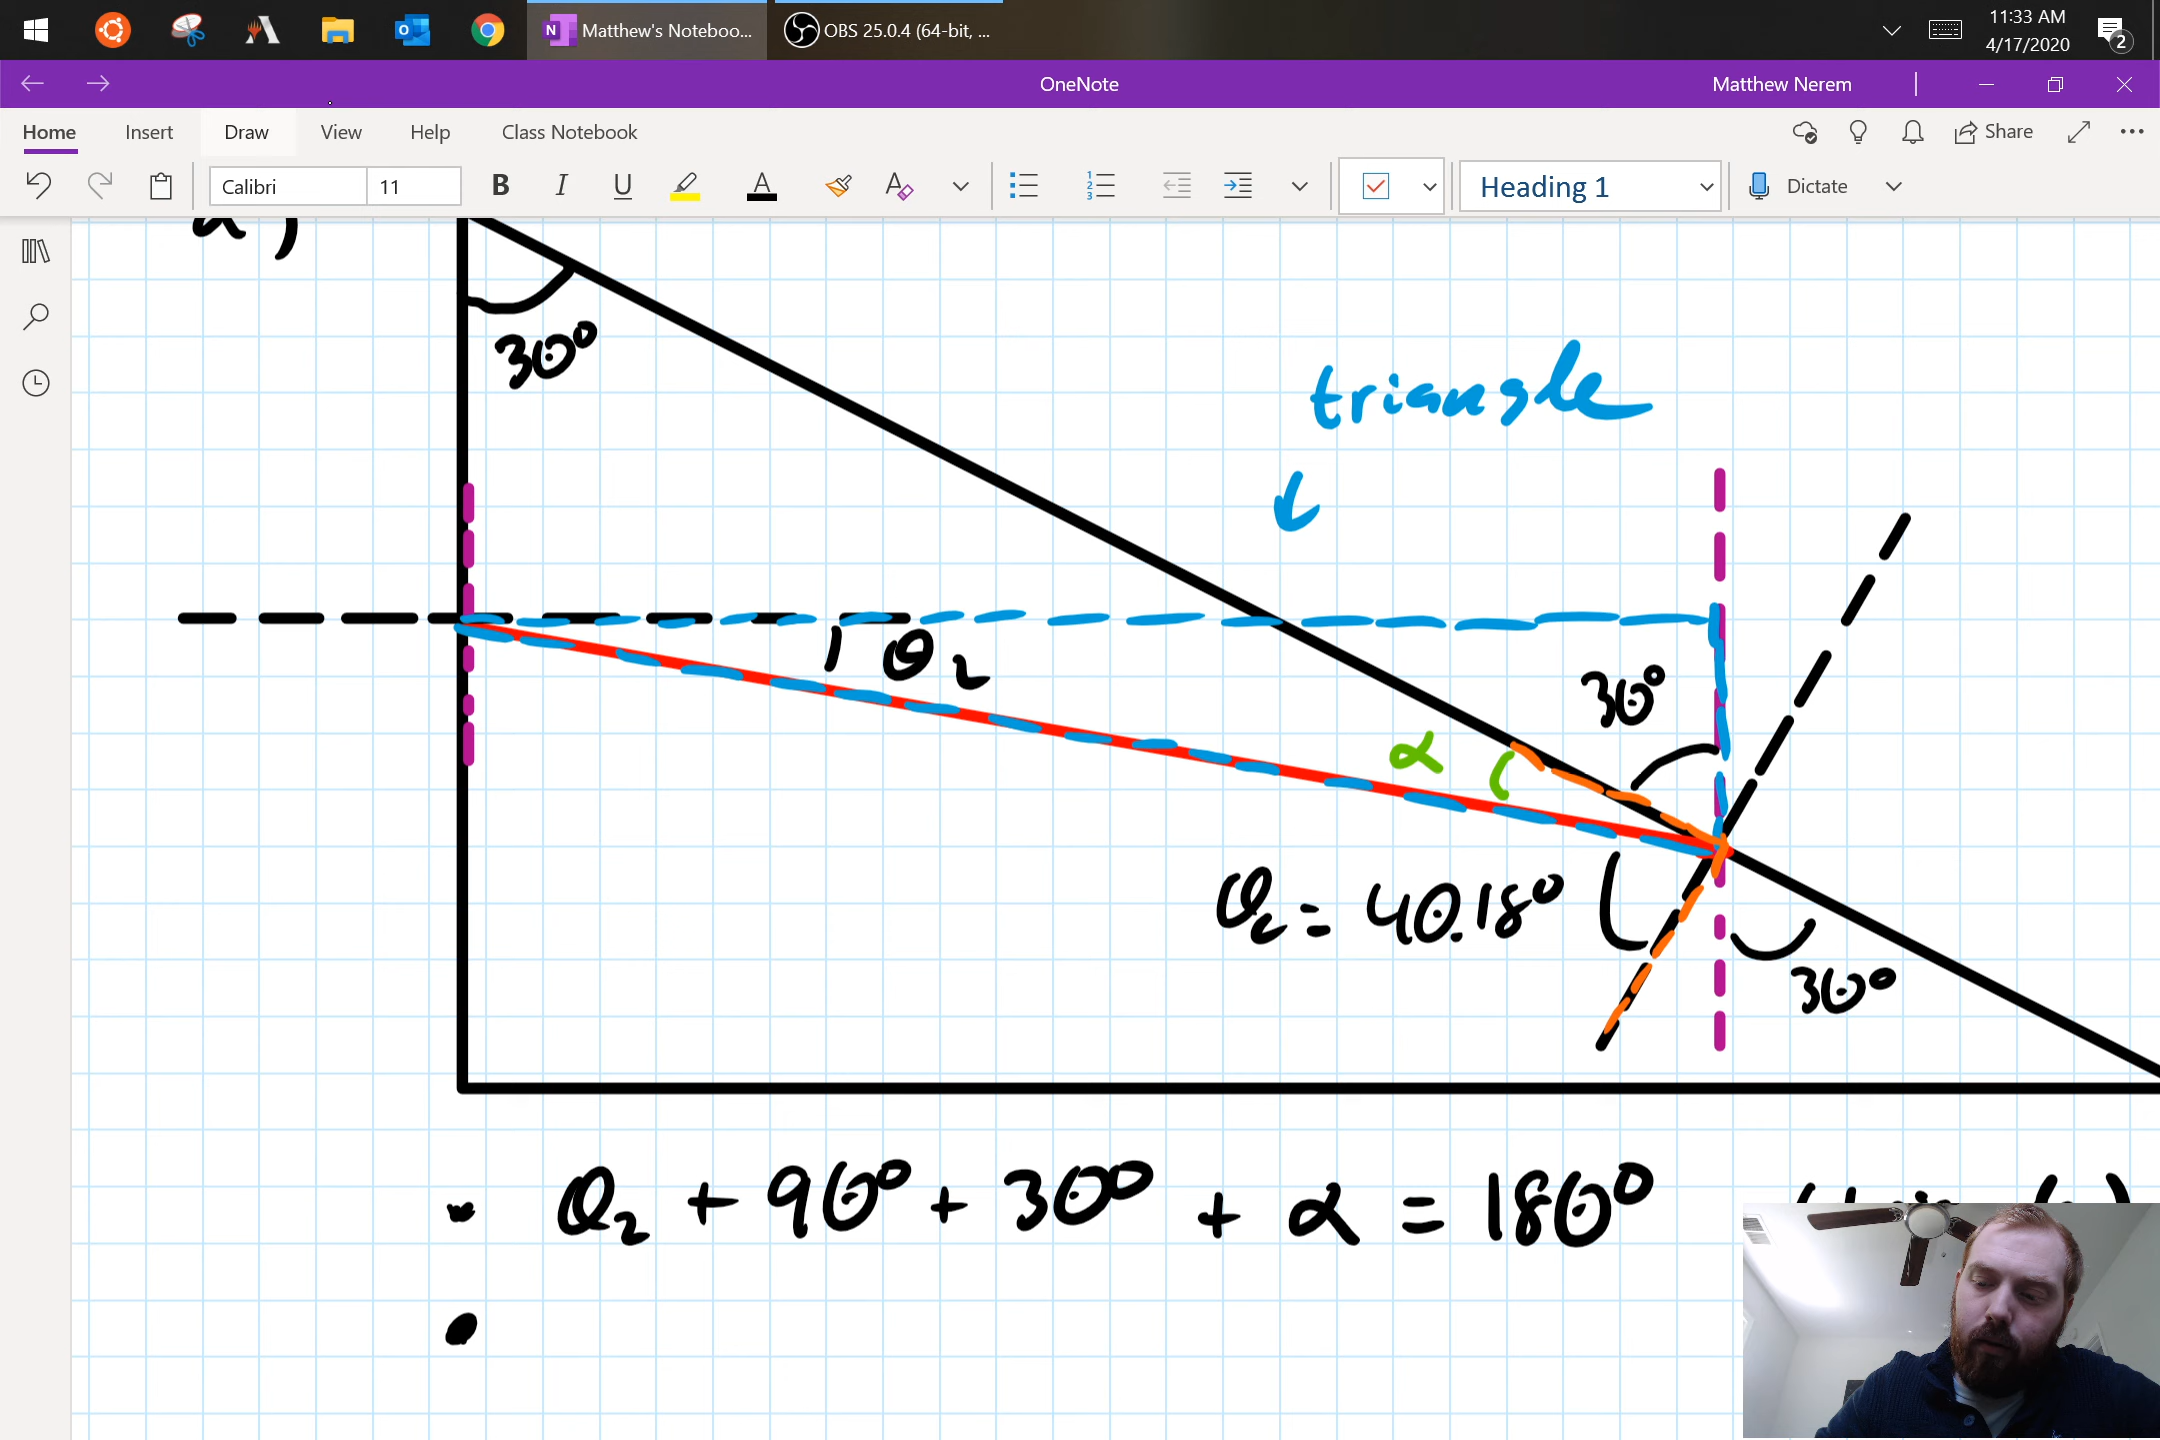 Matthew's Noteboo...
OBS 25.0.4 (64-bit, ...
11:33 AM
4/17/2020
2
OneNote
Matthew Nerem
Home Insert Draw View Help Class Notebook
Share
Calibri 11 B I U A
Heading 1
Dictate
30°
triangle
θ₂
30°
α
θ₂ = 40.18°
30°
θ₂ + 90° + 30° + α = 180°